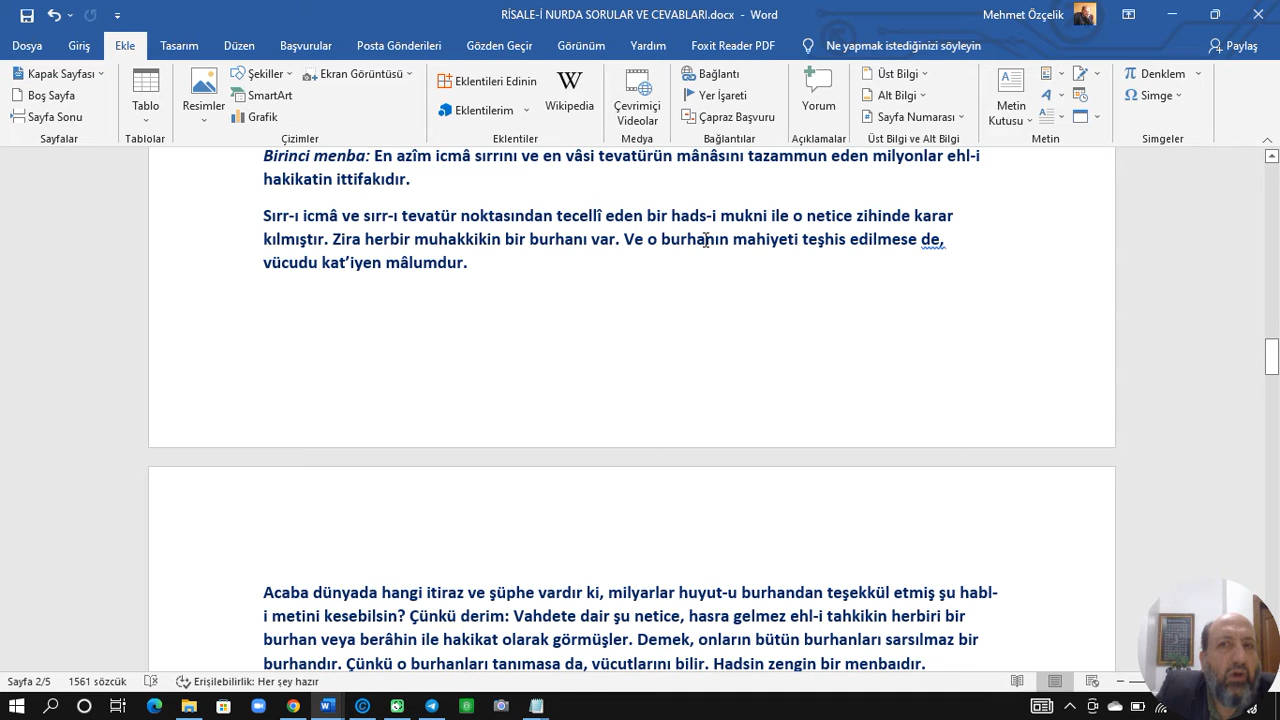 RİSALE-İ NURDA SORULAR VE CEVABLARI.docx - Word
Mehmet Özçelik
Dosya Giriş Ekle Tasarım Düzen Başvurular Posta Gönderileri Gözden Geçir Görünüm Yardım Foxit Reader PDF Ne yapmak istediğinizi söyleyin Paylaş
Kapak Sayfası
Boş Sayfa
Sayfa Sonu
Sayfalar
Tablo
Tablolar
Resimler
Şekiller
SmartArt
Grafik
Ekran Görüntüsü
Çizimler
Eklentileri Edinin
Eklentilerim
Wikipedia
Eklentiler
Çevrimiçi
Videolar
Medya
Bağlantı
Yer İşareti
Çapraz Başvuru
Bağlantılar
Yorum
Açıklamalar
Üst Bilgi
Alt Bilgi
Sayfa Numarası
Üst Bilgi ve Alt Bilgi
Metin
Kutusu
Metin
Denklem
Simge
Simgeler
Birinci menba: En azîm icmâ sırrını ve en vâsi tevatürün mânâsını tazammun eden milyonlar ehl-i
hakikatin ittifakıdır.
Sırr-ı icmâ ve sırr-ı tevatür noktasından tecellî eden bir hads-i mukni ile o netice zihinde karar
kılmıştır. Zira herbir muhakkikin bir burhanı var. Ve o burhanın mahiyeti teşhis edilmese de,
vücudu kat’iyen mâlumdur.
Acaba dünyada hangi itiraz ve şüphe vardır ki, milyarlar huyut-u burhandan teşekkül etmiş şu habl-
i metini kesebilsin? Çünkü derim: Vahdete dair şu netice, hasra gelmez ehl-i tahkikin herbiri bir
burhan veya berâhin ile hakikat olarak görmüşler. Demek, onların bütün burhanları sarsılmaz bir
burhandır. Çünkü o burhanları tanımasa da, vücutlarını bilir. Hadsin zengin bir menbaıdır.
Sayfa 2/5 1561 sözcük Erişilebilirlik: Her şey hazır